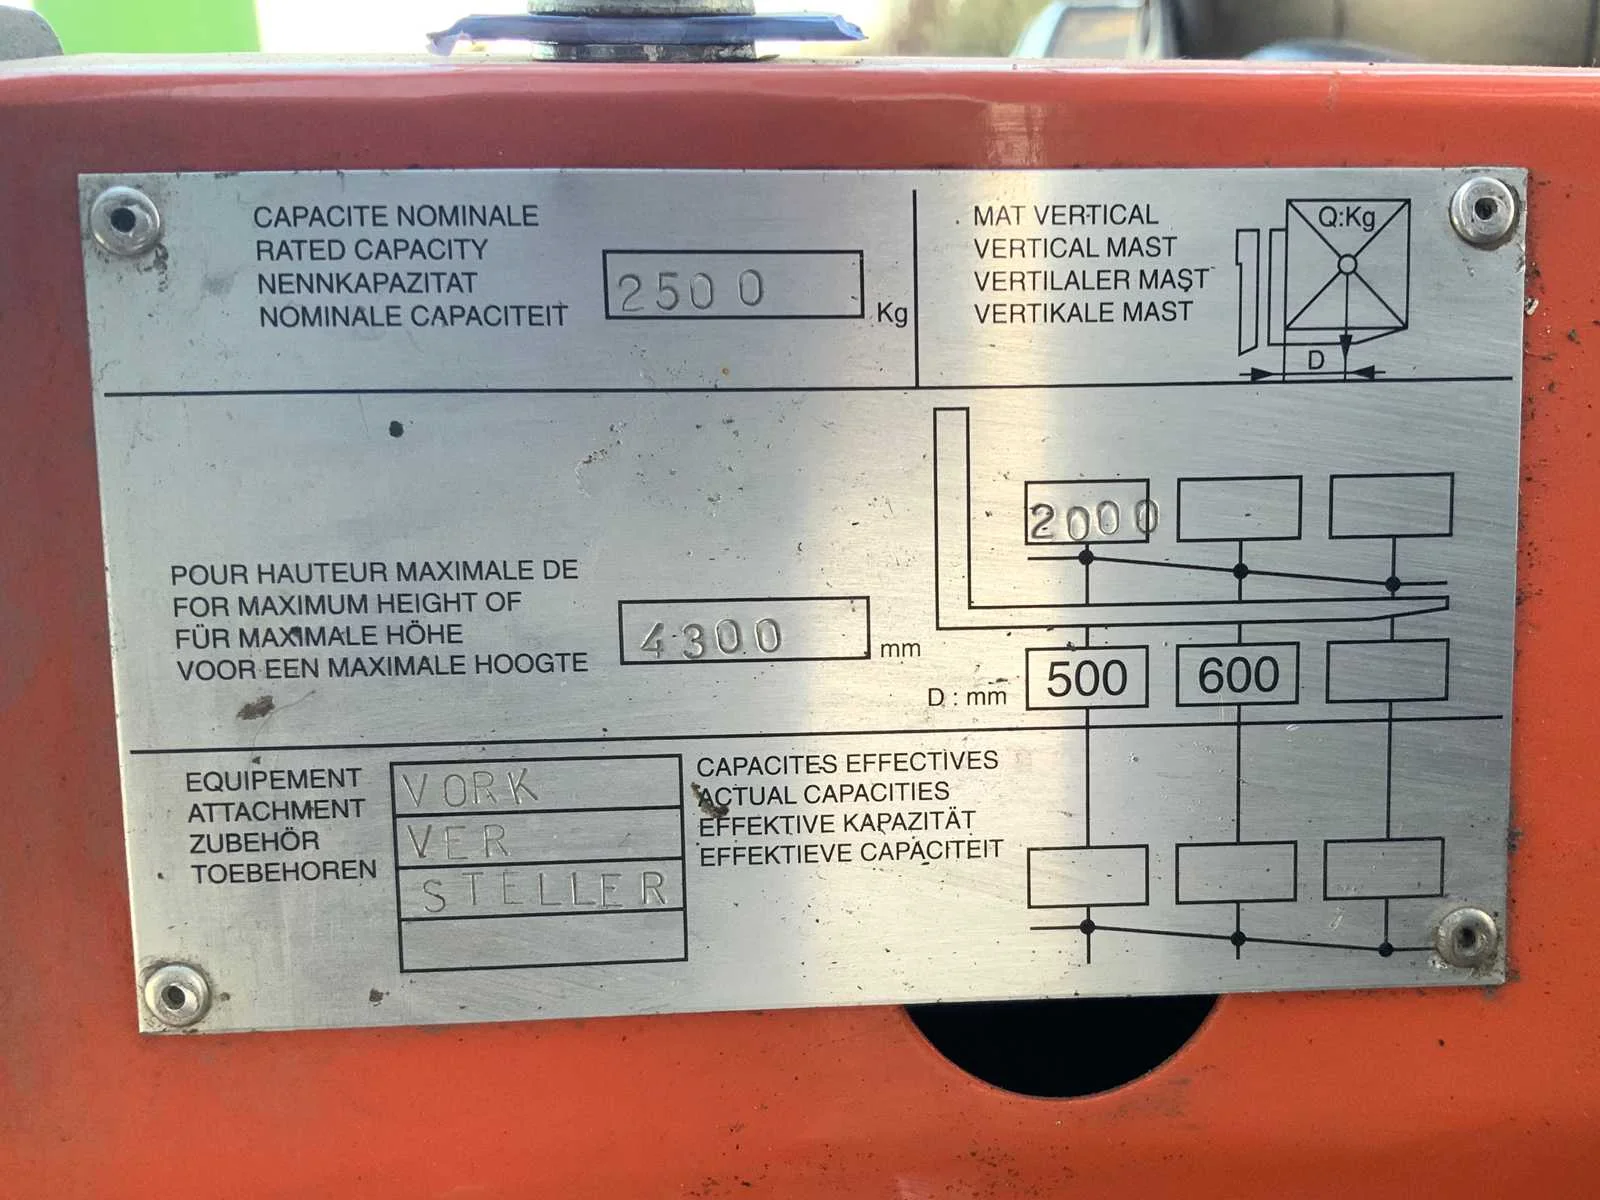 CAPACITE NOMINALE
RATED CAPACITY
NENNKAPAZITAT
NOMINALE CAPACITEIT
2500
Kg
MAT VERTICAL
VERTICAL MAST
VERTILALER MAST
VERTIKALE MAST
Q:Kg
D
2000
POUR HAUTEUR MAXIMALE DE
FOR MAXIMUM HEIGHT OF
FÜR MAXIMALE HÖHE
VOOR EEN MAXIMALE HOOGTE
4300
mm
D : mm
500
600
EQUIPEMENT
ATTACHMENT
ZUBEHÖR
TOEBEHOREN
VORK
VER
STELLER
CAPACITES EFFECTIVES
ACTUAL CAPACITIES
EFFEKTIVE KAPAZITÄT
EFFEKTIEVE CAPACITEIT